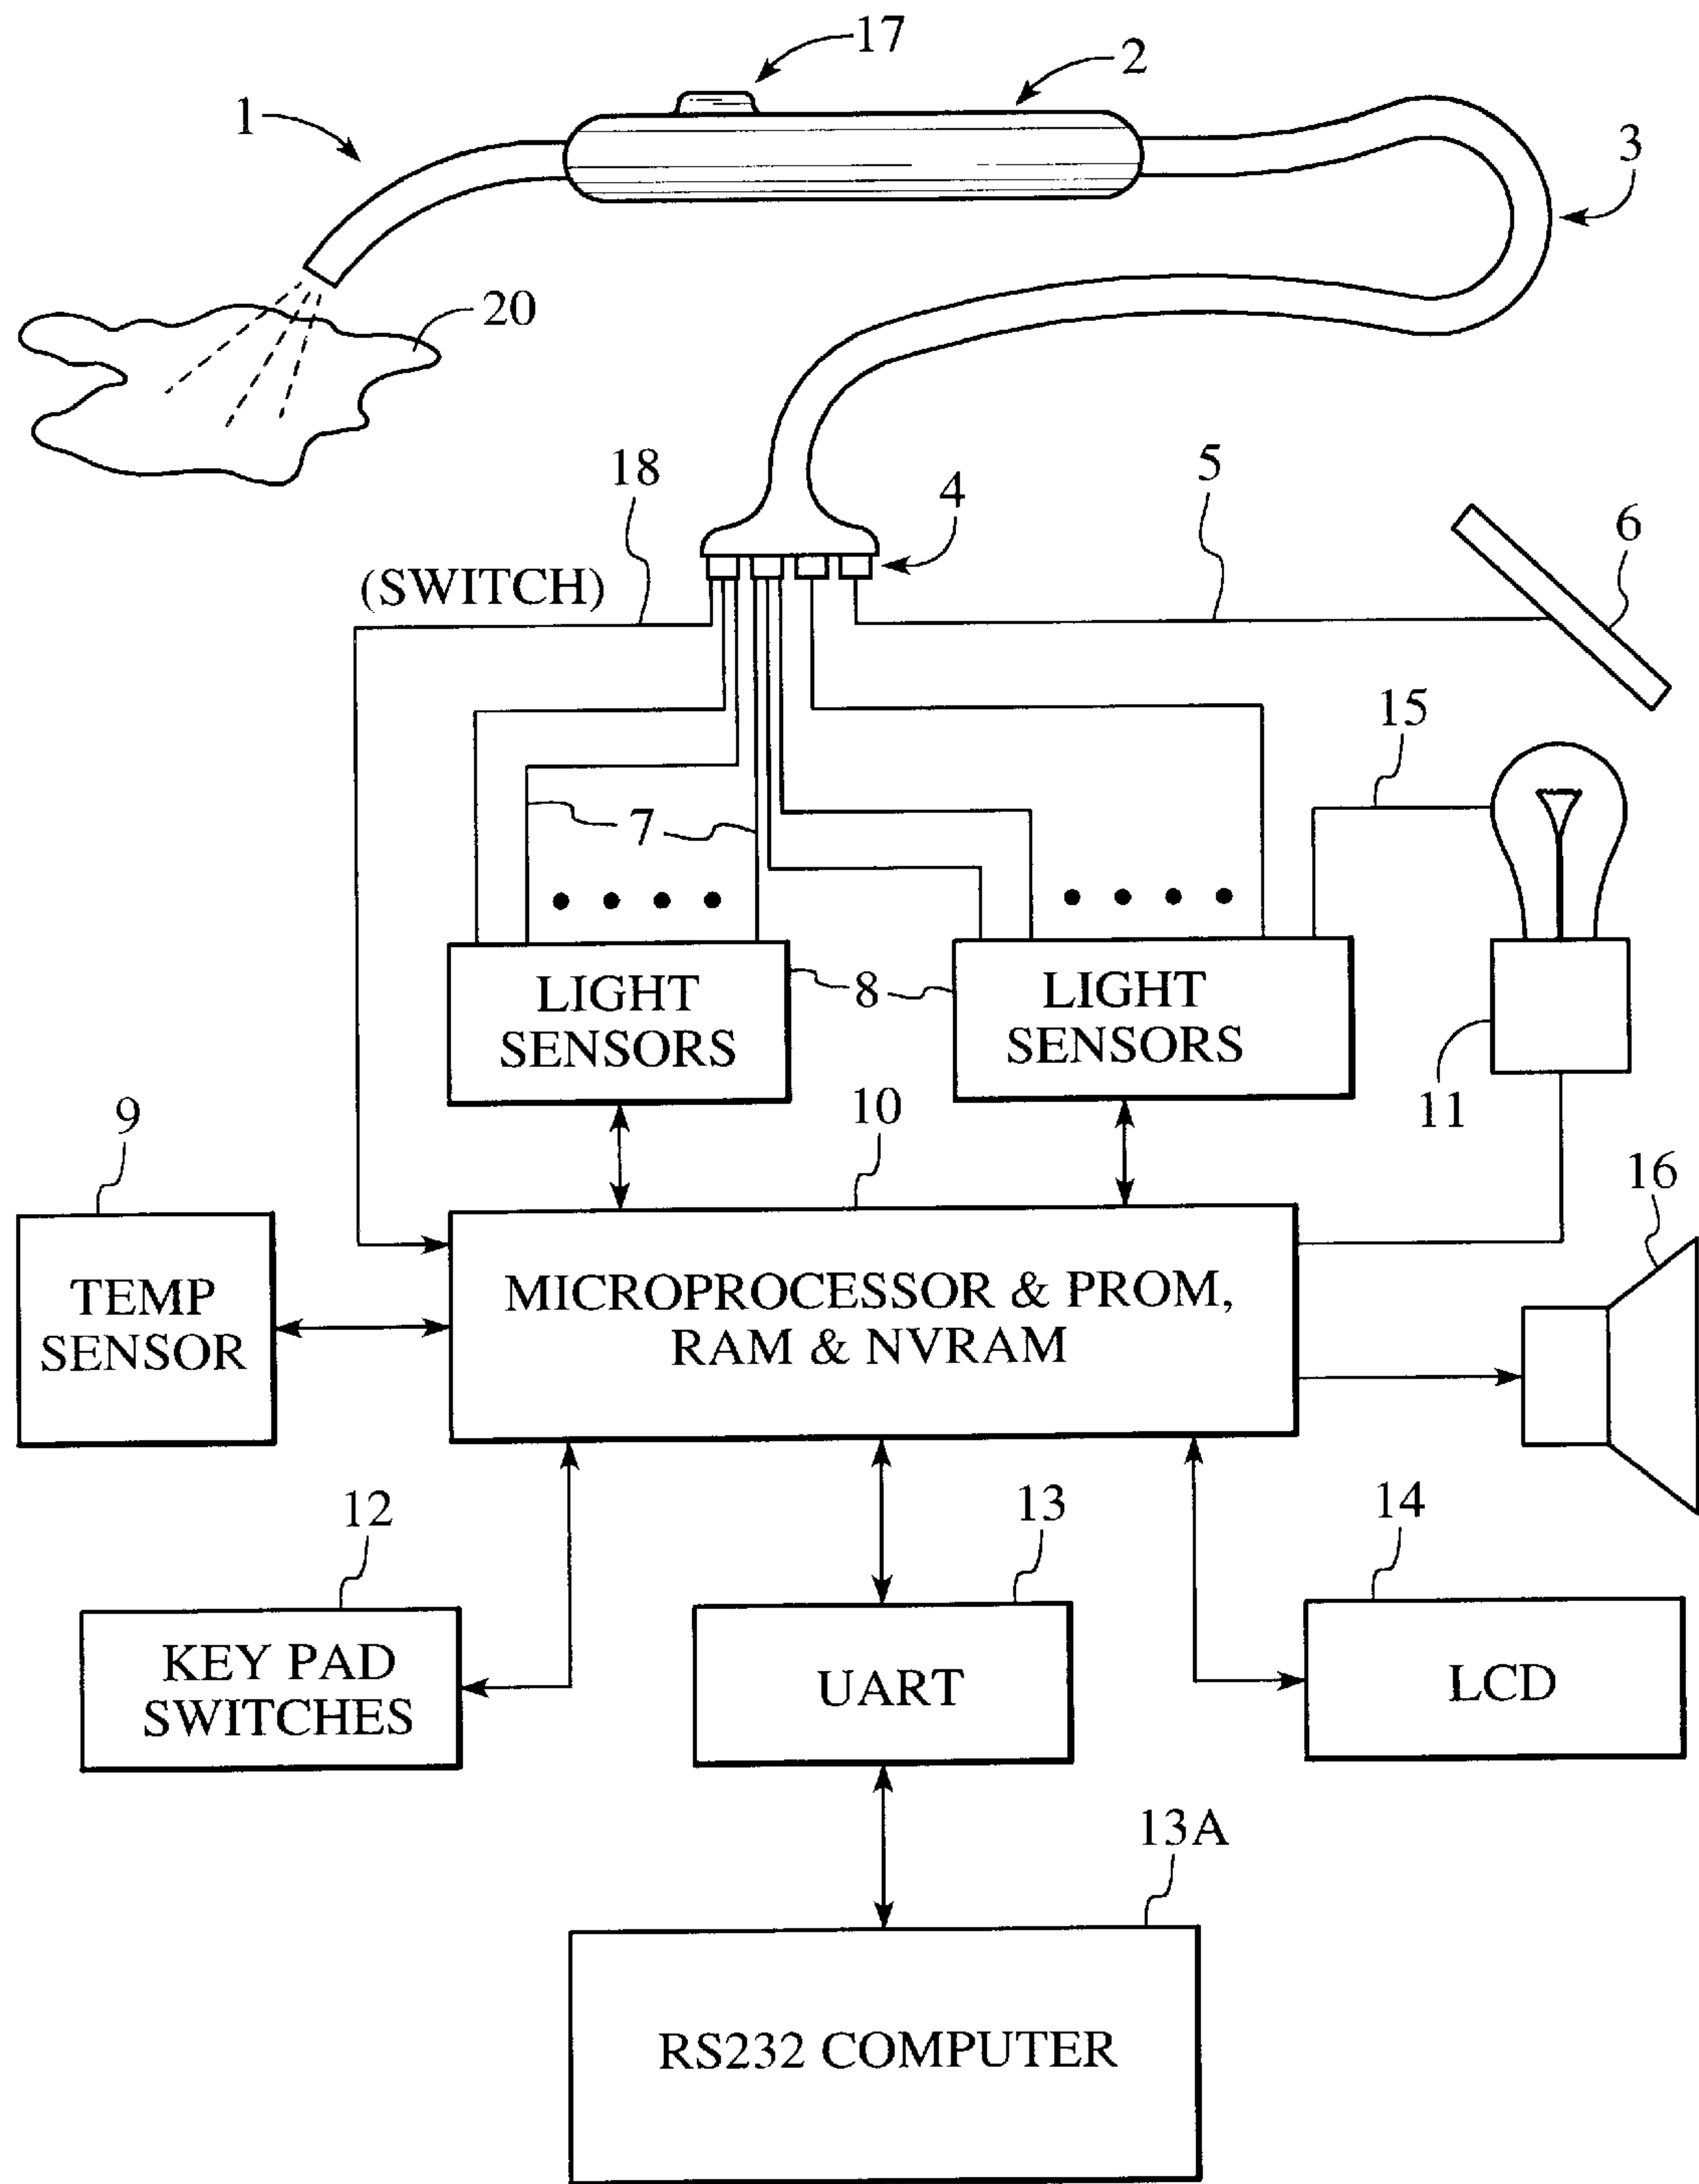 17
2
1
3
20
18
4
5
6
(SWITCH)
15
7
LIGHT
SENSORS
8
LIGHT
SENSORS
11
9
10
16
TEMP
SENSOR
MICROPROCESSOR & PROM,
RAM & NVRAM
12
13
14
KEY PAD
SWITCHES
UART
LCD
13A
RS232 COMPUTER